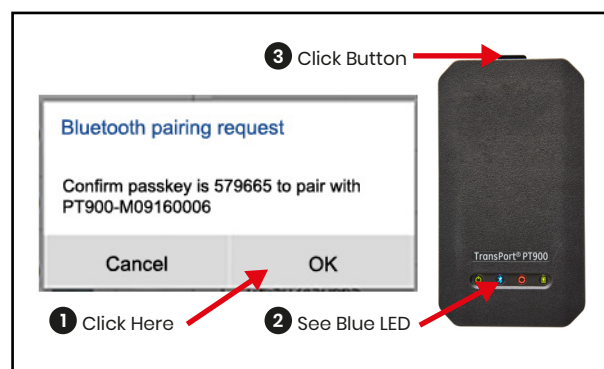 3 Click Button
Bluetooth pairing request
Confirm passkey is 579665 to pair with
PT900-M09160006
Cancel OK
TransPort® PT900
1 Click Here
2 See Blue LED